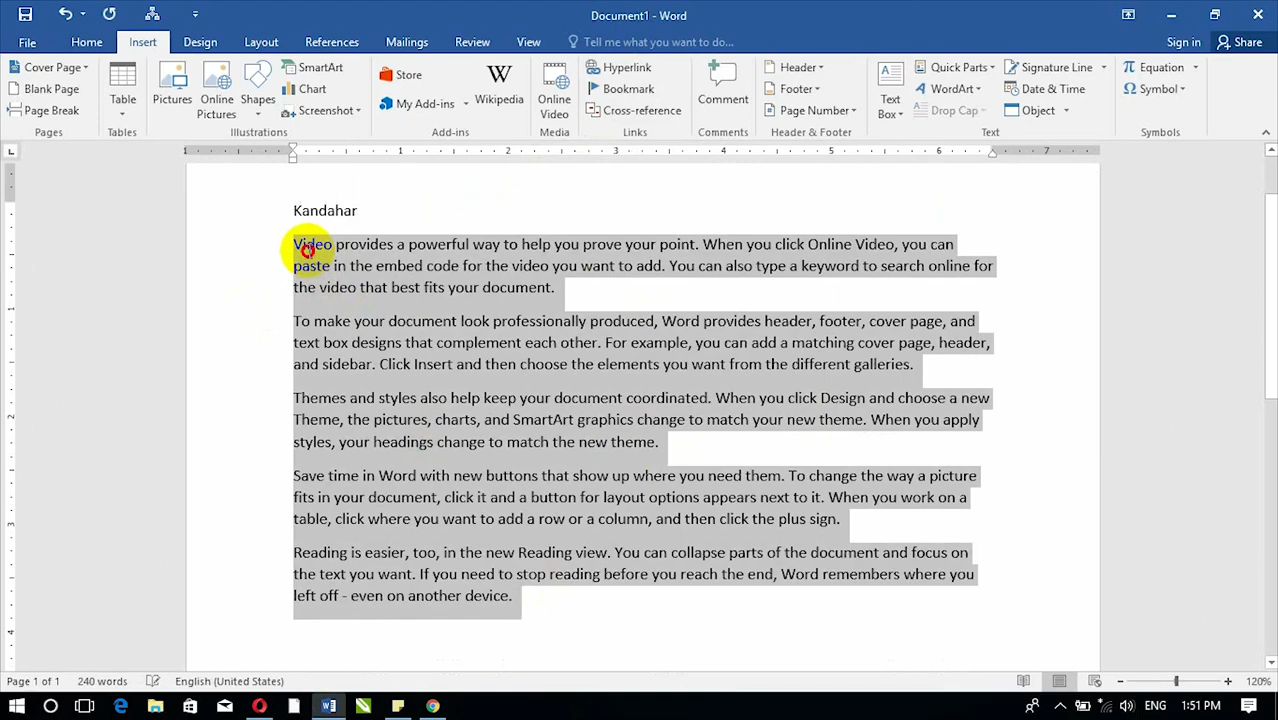 Document1 - Word
File Home Insert Design Layout References Mailings Review View Tell me what you want to do... Sign in Share
Cover Page
Blank Page
Page Break
Pages
Table
Tables
Pictures
Online Pictures
Shapes
SmartArt
Chart
Screenshot
Illustrations
Store
My Add-ins
Wikipedia
Add-ins
Online Video
Media
Hyperlink
Bookmark
Cross-reference
Links
Comment
Comments
Header
Footer
Page Number
Header & Footer
Text Box
Quick Parts
WordArt
Drop Cap
Signature Line
Date & Time
Object
Text
Equation
Symbol
Symbols
1 1 2 3 4 5 6 7
Kandahar
Video provides a powerful way to help you prove your point. When you click Online Video, you can
paste in the embed code for the video you want to add. You can also type a keyword to search online for
the video that best fits your document.
To make your document look professionally produced, Word provides header, footer, cover page, and
text box designs that complement each other. For example, you can add a matching cover page, header,
and sidebar. Click Insert and then choose the elements you want from the different galleries.
Themes and styles also help keep your document coordinated. When you click Design and choose a new
Theme, the pictures, charts, and SmartArt graphics change to match your new theme. When you apply
styles, your headings change to match the new theme.
Save time in Word with new buttons that show up where you need them. To change the way a picture
fits in your document, click it and a button for layout options appears next to it. When you work on a
table, click where you want to add a row or a column, and then click the plus sign.
Reading is easier, too, in the new Reading view. You can collapse parts of the document and focus on
the text you want. If you need to stop reading before you reach the end, Word remembers where you
left off - even on another device.
1
2
3
4
Page 1 of 1 240 words English (United States) 120%
ENG 1:51 PM